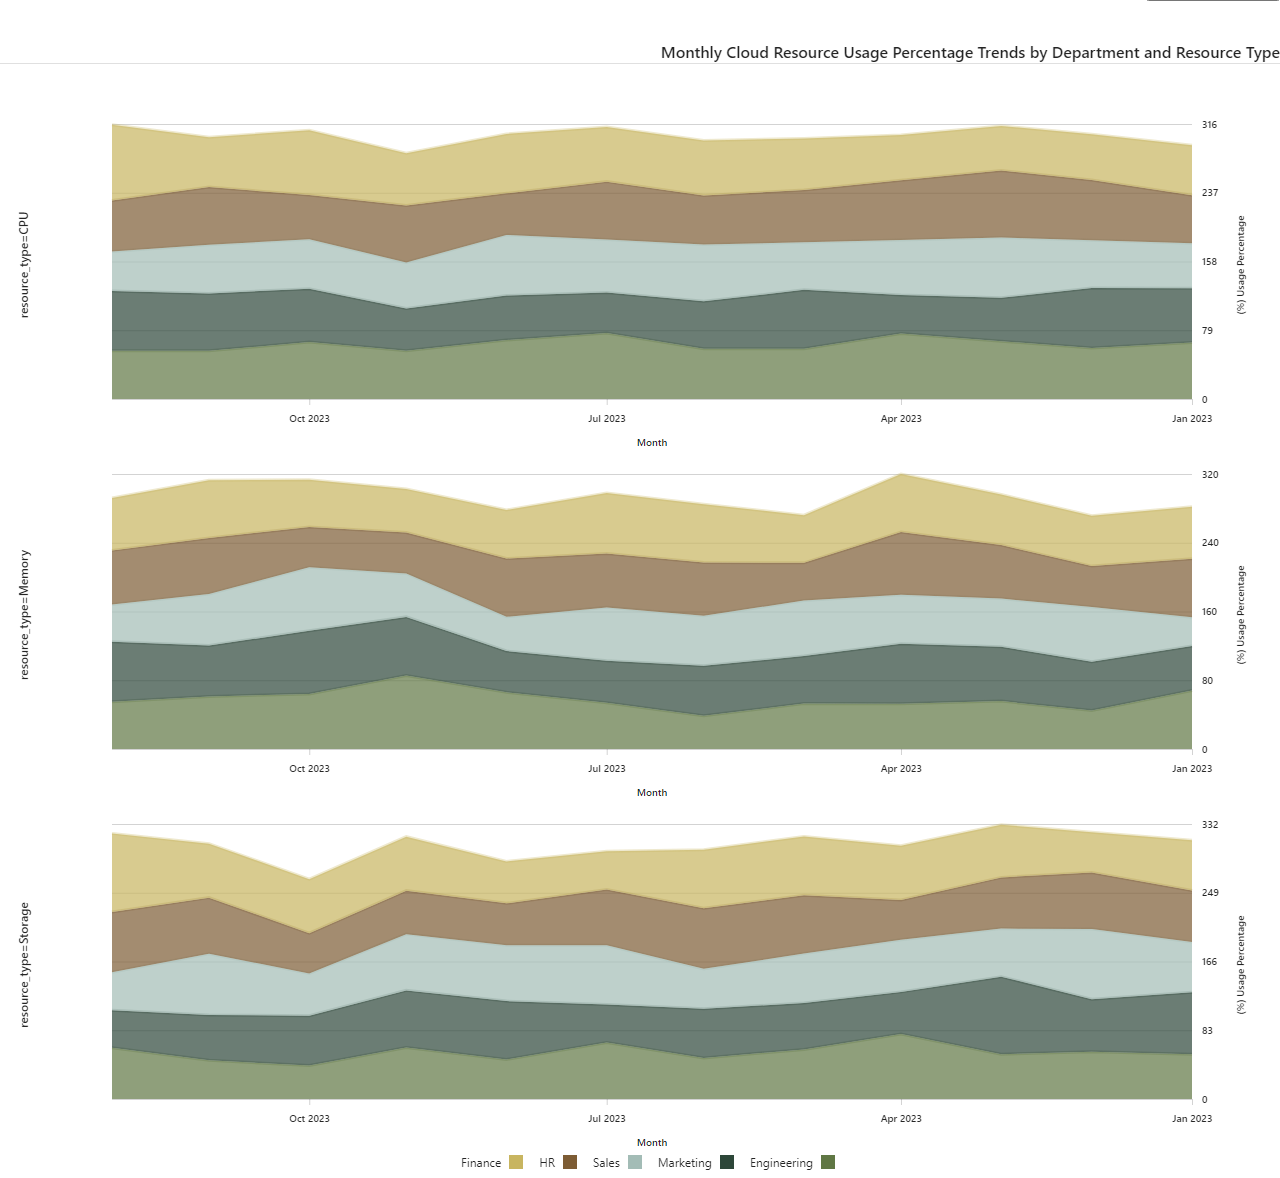 Monthly Cloud Resource Usage Percentage Trends by Department and Resource Type
resource_type=CPU
316
237
158
79
0
(%) Usage Percentage
Oct 2023
Jul 2023
Apr 2023
Jan 2023
Month
resource_type=Memory
320
240
160
80
0
(%) Usage Percentage
Oct 2023
Jul 2023
Apr 2023
Jan 2023
Month
resource_type=Storage
332
249
166
83
0
(%) Usage Percentage
Oct 2023
Jul 2023
Apr 2023
Jan 2023
Month
Finance
HR
Sales
Marketing
Engineering